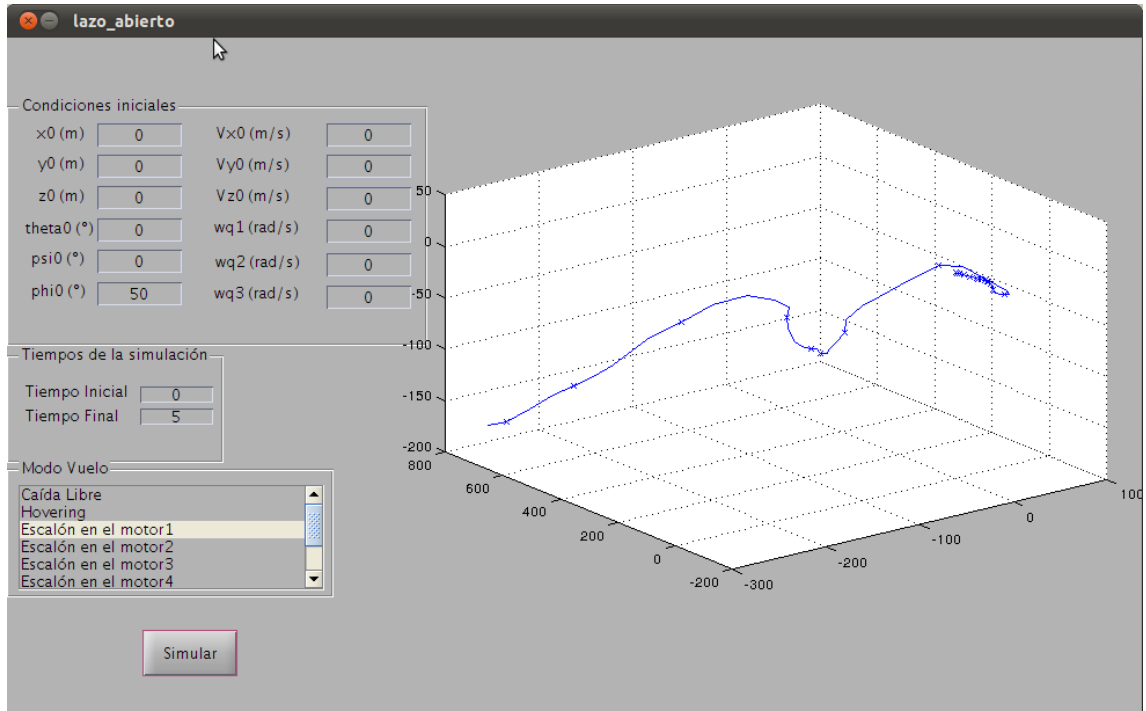 lazo_abierto
Condiciones iniciales
x0 (m) 0 Vx0 (m/s) 0
y0 (m) 0 Vy0 (m/s) 0
z0 (m) 0 Vz0 (m/s) 0
theta0 (°) 0 wq1 (rad/s) 0
psi0 (°) 0 wq2 (rad/s) 0
phi0 (°) 50 wq3 (rad/s) 0
Tiempos de la simulación
Tiempo Inicial 0
Tiempo Final 5
Modo Vuelo
Caída Libre
Hovering
Escalón en el motor1
Escalón en el motor2
Escalón en el motor3
Escalón en el motor4
Simular
50
0
-50
-100
-150
-200
800
600
400
200
0
-200
-300
-200
-100
0
100